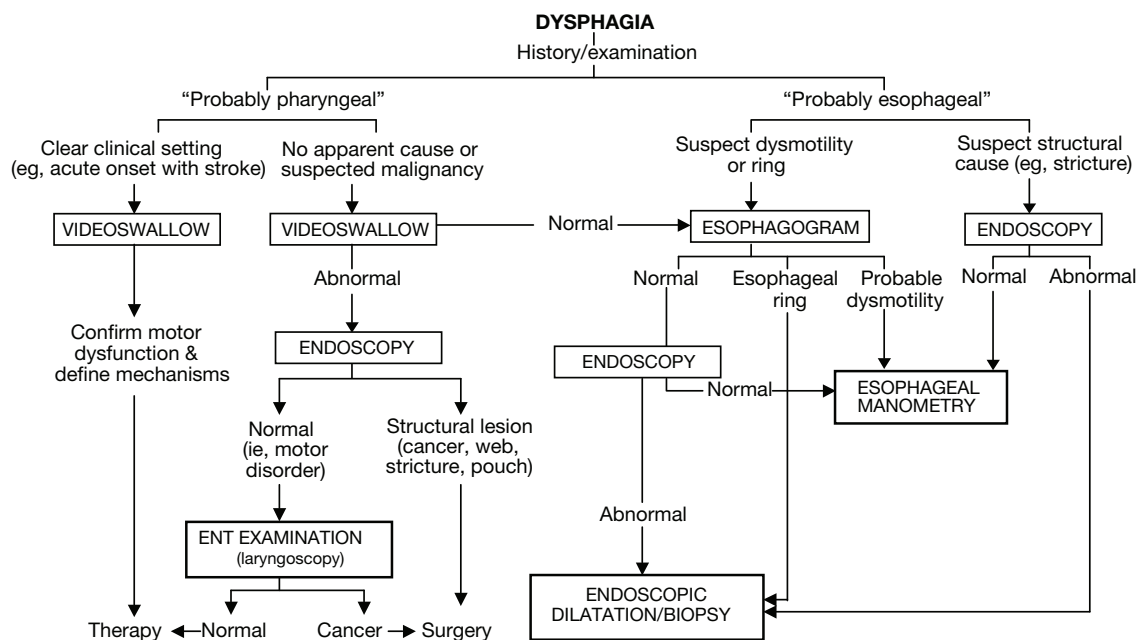 DYSPHAGIA
History/examination
“Probably pharyngeal”
“Probably esophageal”
Clear clinical setting
(eg, acute onset with stroke)
No apparent cause or
suspected malignancy
Suspect dysmotility
or ring
Suspect structural
cause (eg, stricture)
VIDEOSWALLOW
VIDEOSWALLOW
Normal
ESOPHAGOGRAM
ENDOSCOPY
Abnormal
Normal
Esophageal
ring
Probable
dysmotility
Normal
Abnormal
Confirm motor
dysfunction &
define mechanisms
ENDOSCOPY
ENDOSCOPY
Normal
ESOPHAGEAL
MANOMETRY
Normal
(ie, motor
disorder)
Structural lesion
(cancer, web,
stricture, pouch)
Abnormal
ENT EXAMINATION
(laryngoscopy)
ENDOSCOPIC
DILATATION/BIOPSY
Therapy
Normal
Cancer
Surgery